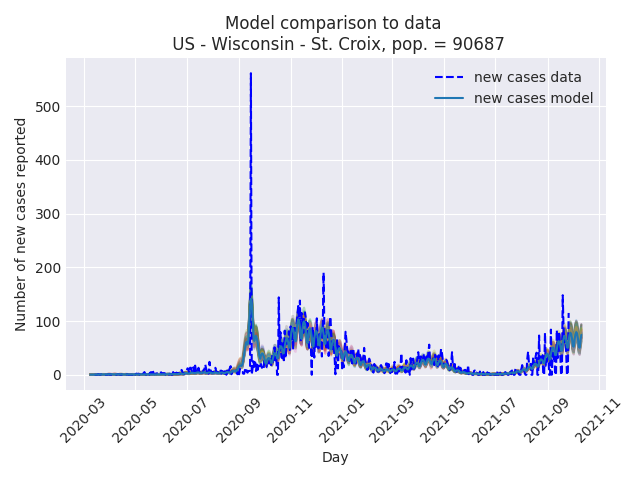 Model comparison to data
US - Wisconsin - St. Croix, pop. = 90687
new cases data
new cases model
Number of new cases reported
500
400
300
200
100
0
2020-03
2020-05
2020-07
2020-09
2020-11
2021-01
2021-03
2021-05
2021-07
2021-09
2021-11
Day